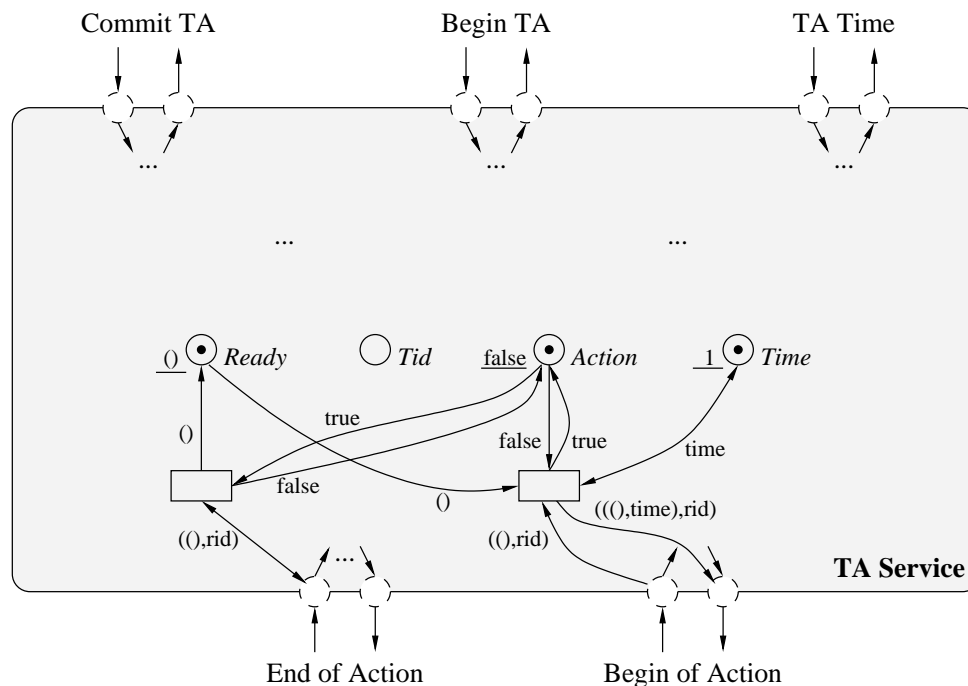 Commit TA
Begin TA
TA Time
...
...
...
...
...
() Ready
Tid
false Action
1 Time
true
()
false
true
time
false
()
((),rid)
((),rid)
(((),time),rid)
...
TA Service
End of Action
Begin of Action